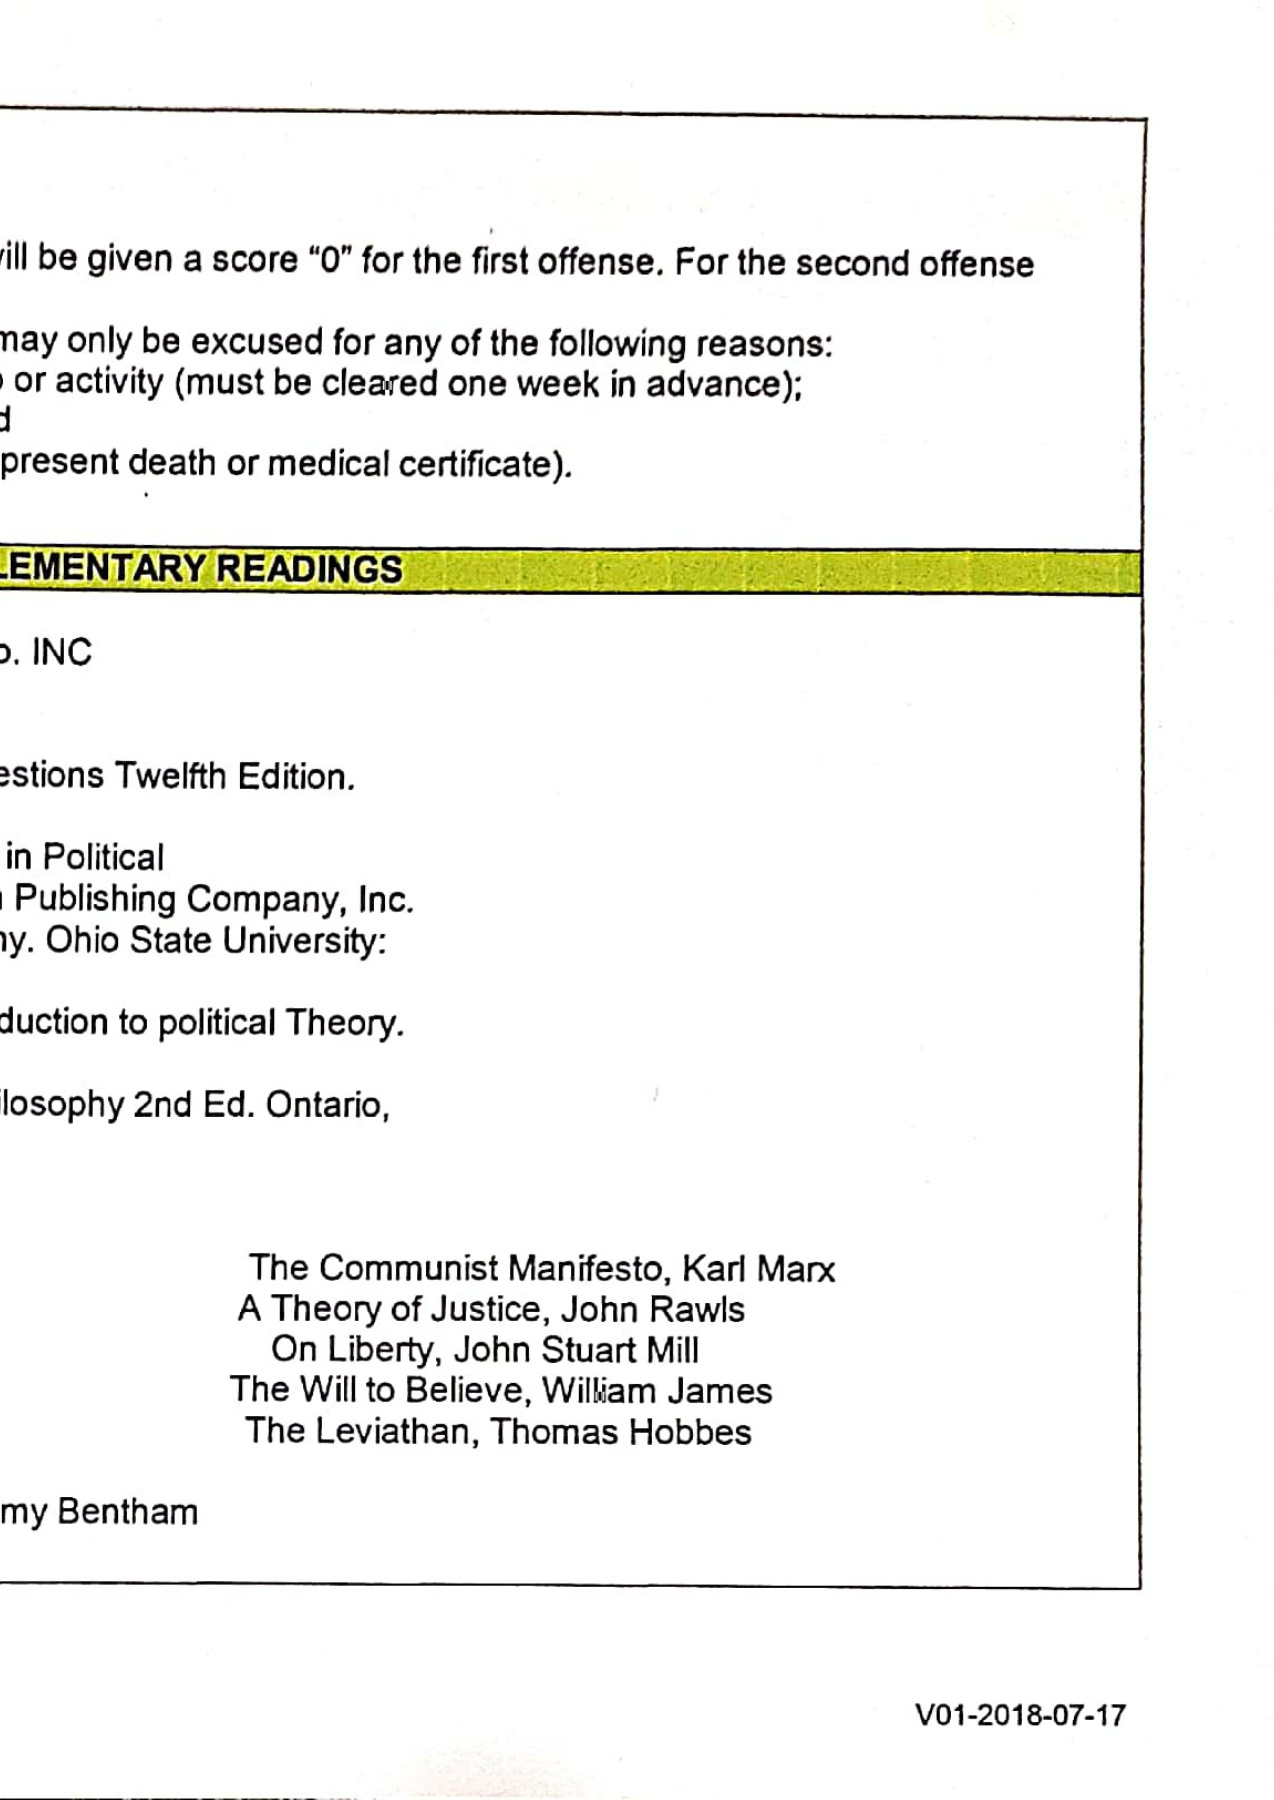 will be given a score “0” for the first offense. For the second offense
may only be excused for any of the following reasons:
or activity (must be cleared one week in advance);
present death or medical certificate).
LEMENTARY READINGS
o. INC
estions Twelfth Edition.
in Political
Publishing Company, Inc.
hy. Ohio State University:
duction to political Theory.
ilosophy 2nd Ed. Ontario,
The Communist Manifesto, Karl Marx
A Theory of Justice, John Rawls
On Liberty, John Stuart Mill
The Will to Believe, William James
The Leviathan, Thomas Hobbes
my Bentham
V01-2018-07-17